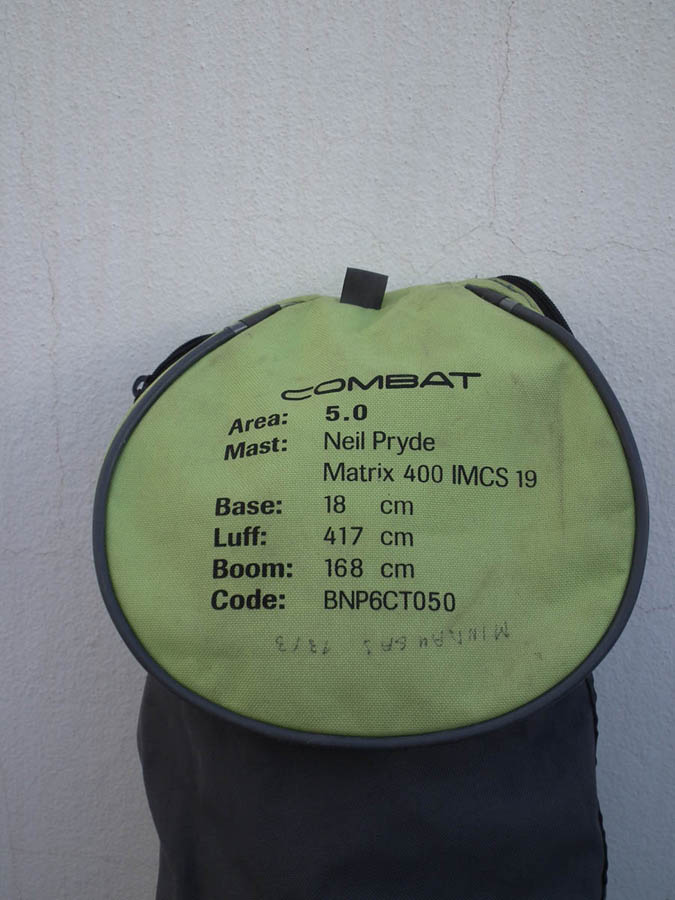 COMBAT
Area: 5.0
Mast: Neil Pryde
Matrix 400 IMCS 19
Base: 18 cm
Luff: 417 cm
Boom: 168 cm
Code: BNP6CT050